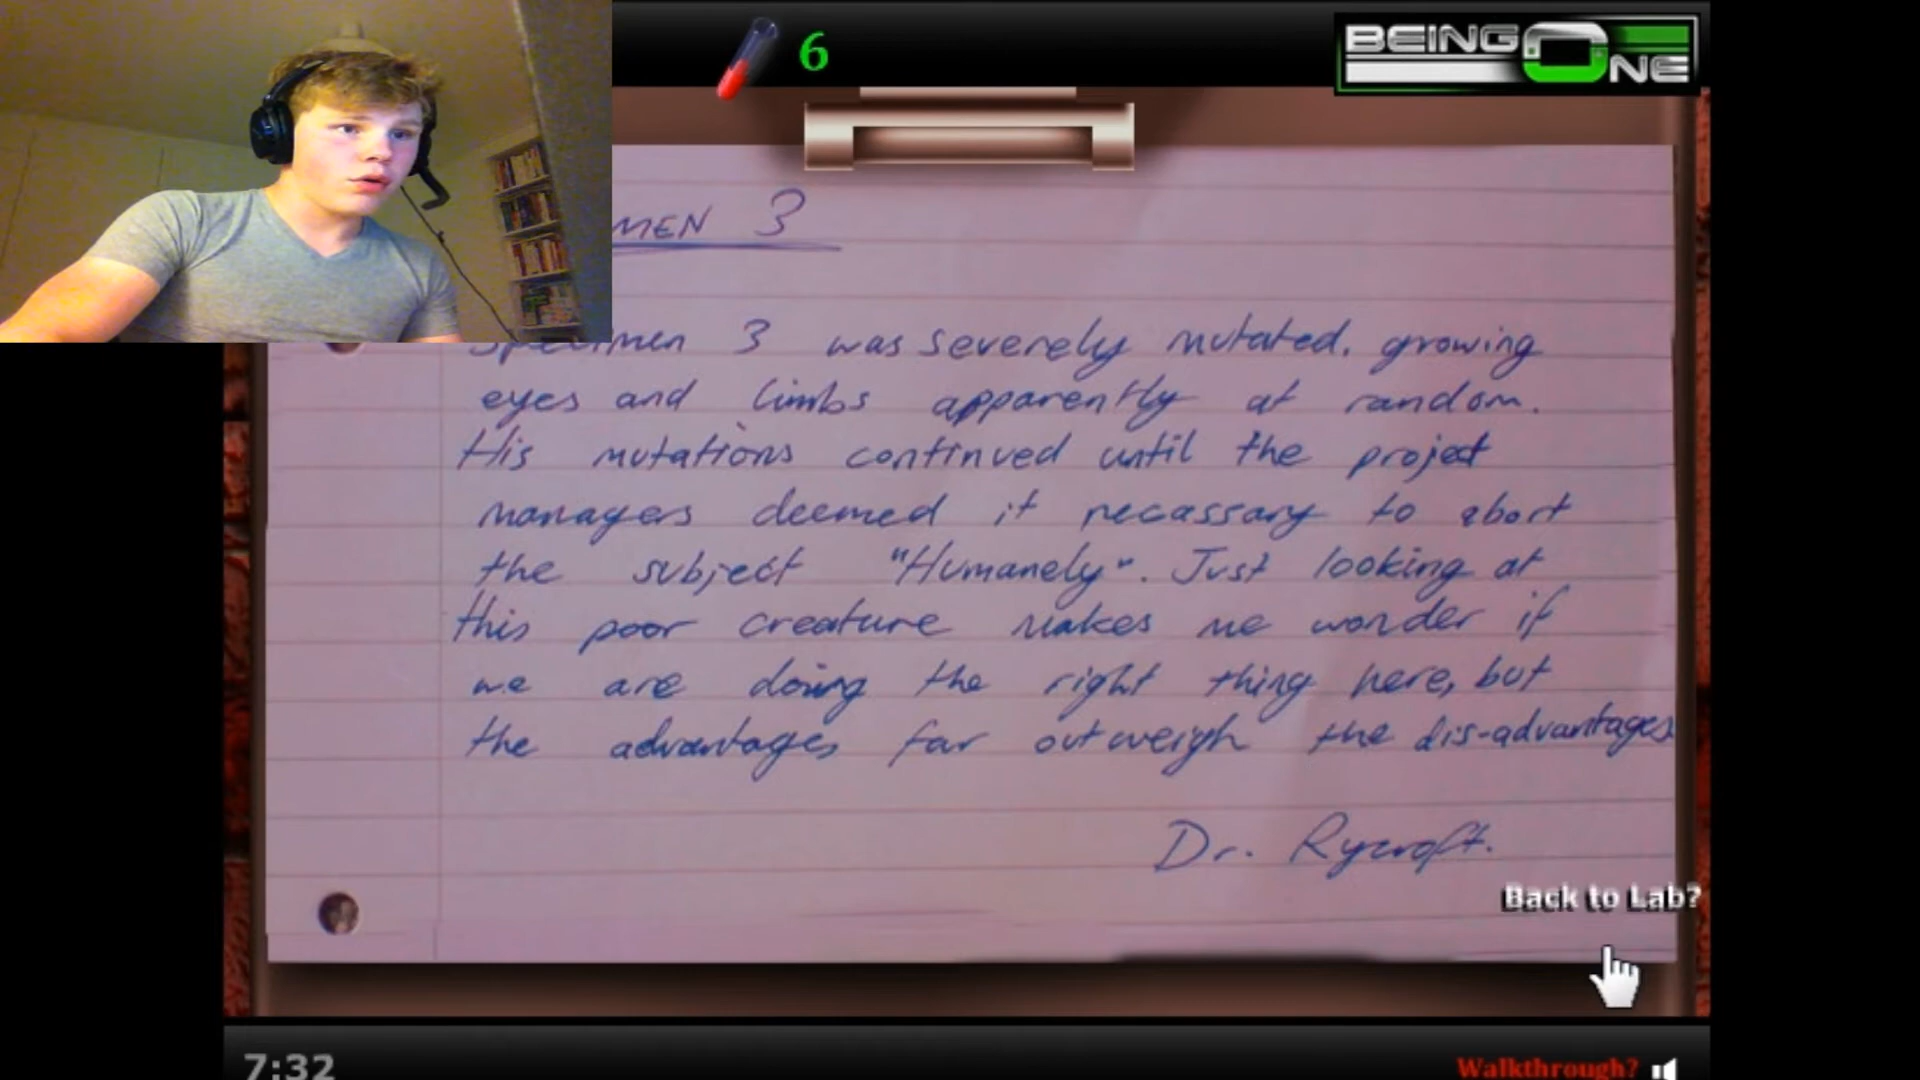 6
BEING ONE
MEN 3
Specimen 3 was severely mutated. growing
eyes and limbs apparently at random.
His mutations continued until the project
managers deemed it necassary to abort
the subject "Humanely". Just looking at
this poor creature makes me wonder if
we are doing the right thing here, but
the advantages far outweigh the dis-advantages
Dr. Rycroft.
Back to Lab?
7:32
Walkthrough?